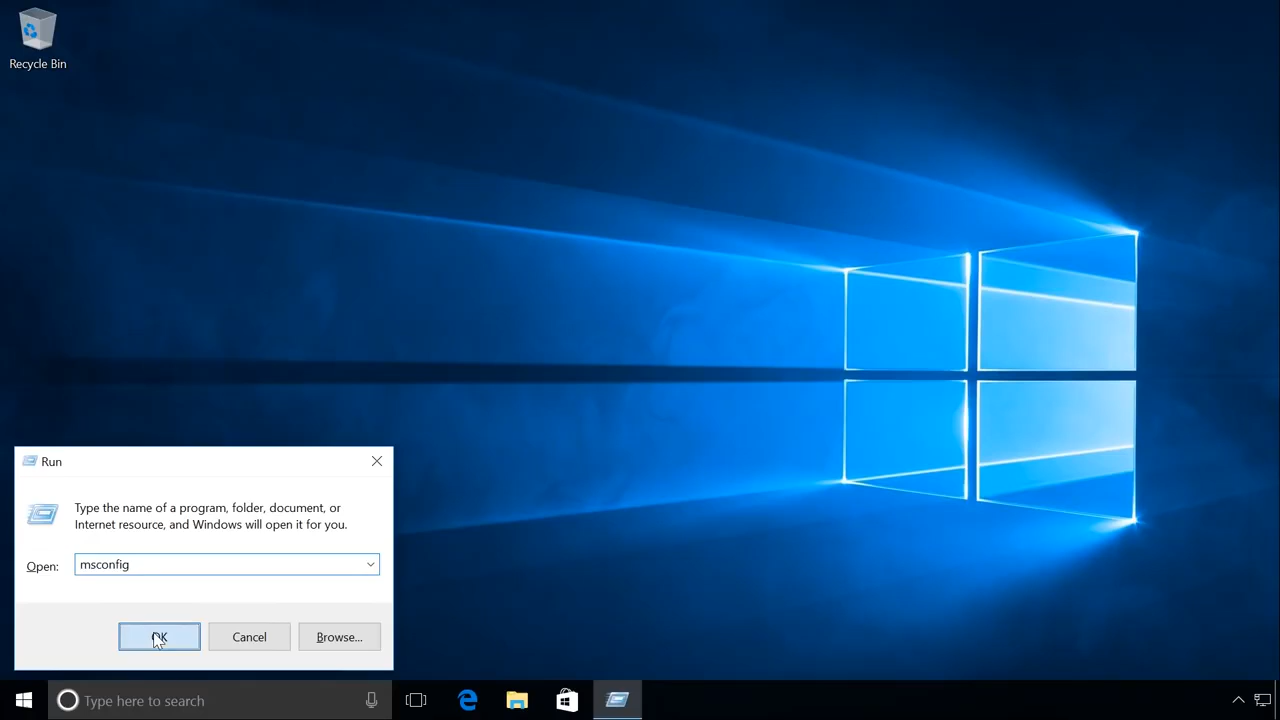 Recycle Bin
Run
Type the name of a program, folder, document, or
Internet resource, and Windows will open it for you.
Open: msconfig
OK Cancel Browse...
Type here to search